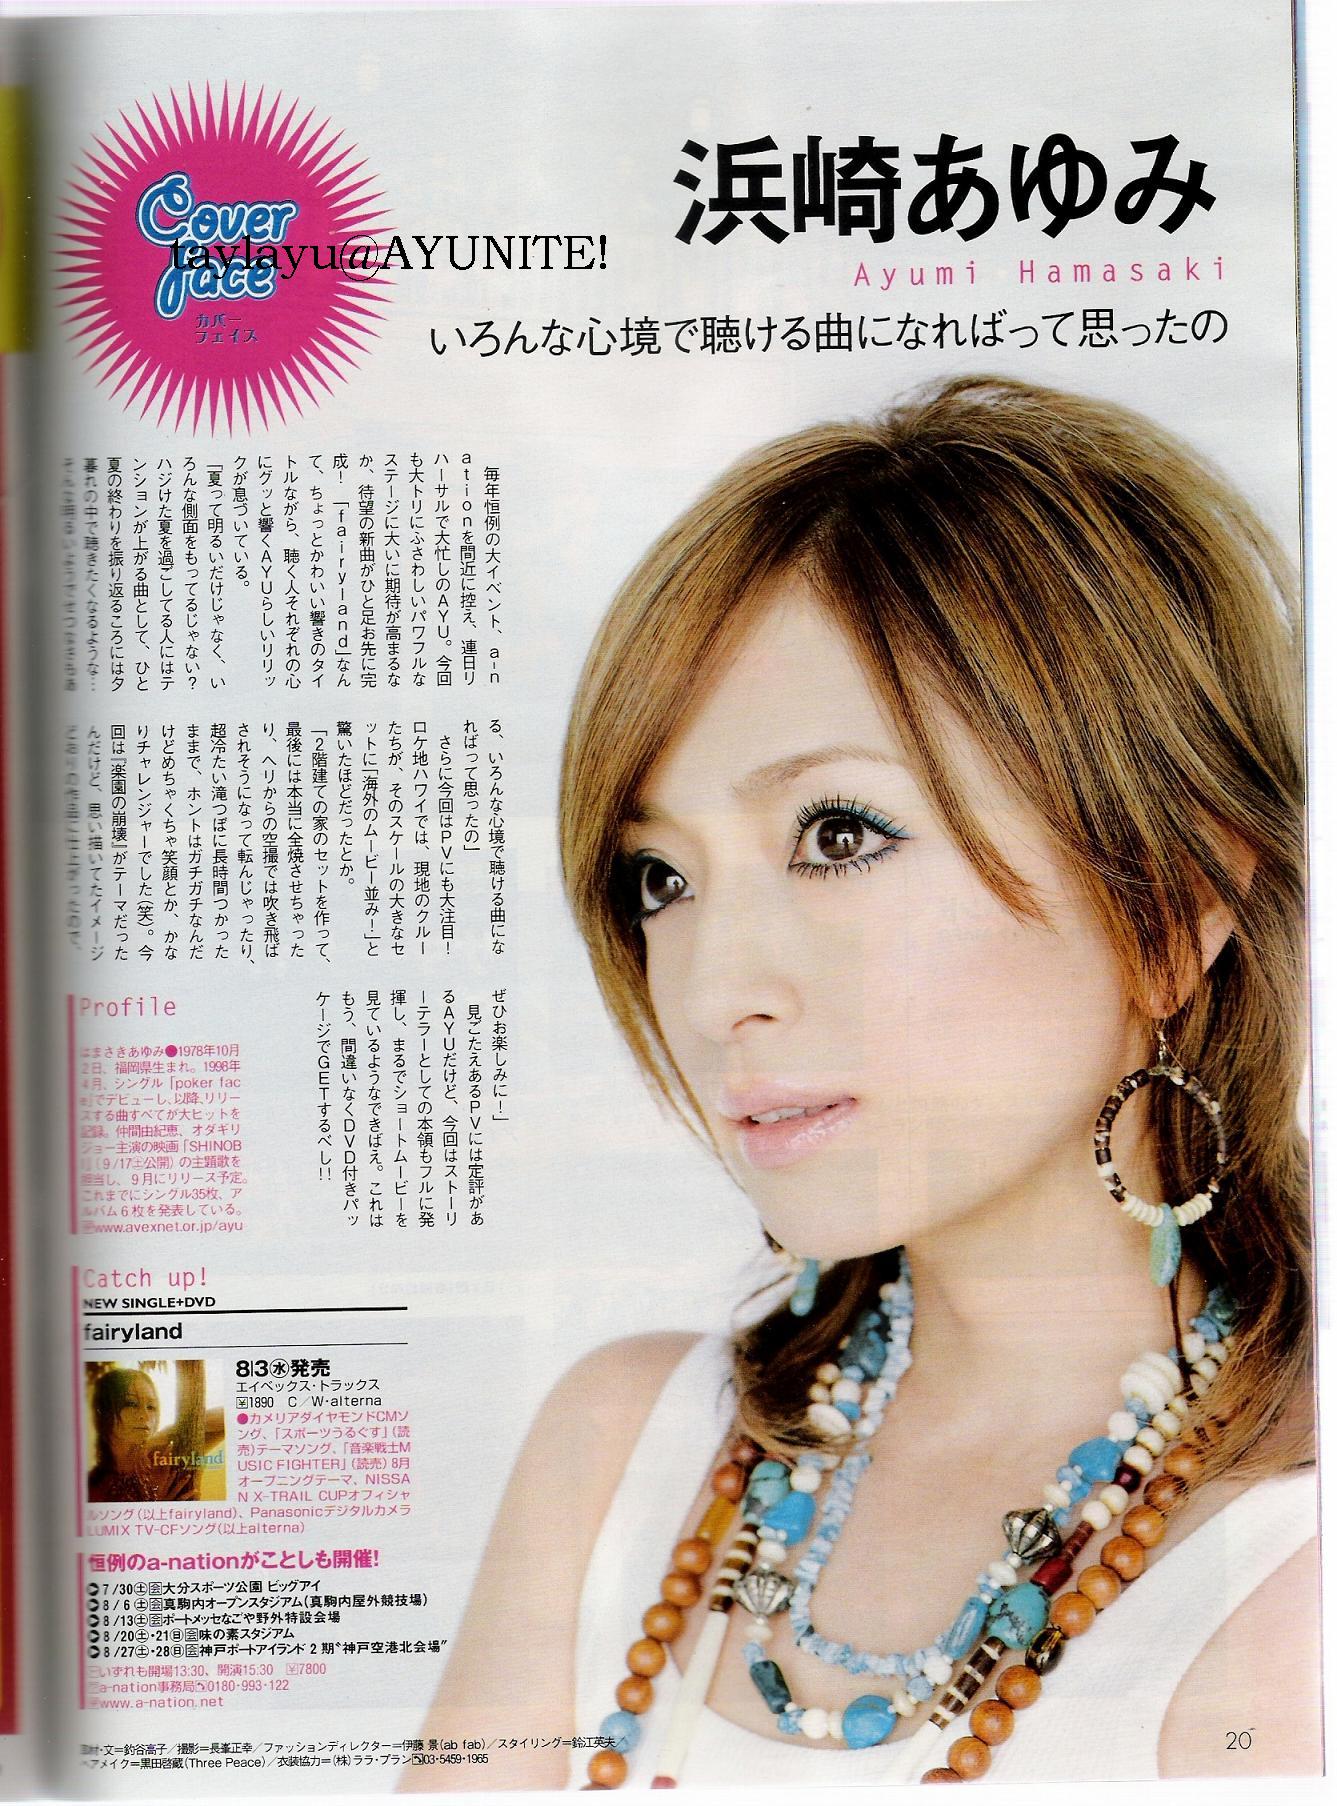 浜崎あゆみ
Ayumi Hamasaki
いろんな心境で聴ける曲になればって思ったの
Cover
face
カバー
フェイス
taylayu@AYUNITE!
毎年恒例の大イベント、a-n
ationを間近に控え、連日リ
ハーサルで大忙しのAYU。今回
も大トリにふさわしいパワフルな
ステージに大いに期待が高まるな
か、待望の新曲がひと足お先に完
成! 「fairyland」なん
て、ちょっとかわいい響きのタイ
トルながら、聴く人それぞれの心
にグッと響くAYUらしいリリッ
クが息づいている。
「夏って明るいだけじゃなく、い
ろんな側面をもってるじゃない?
ハジけた夏を過ごしてる人にはテ
ンションが上がる曲として、ひと
夏の終わりを振り返るころには夕
暮れの中で聴きたくなるような…
そんな明るいようでせつなさもあ
る、いろんな心境で聴ける曲にな
ればって思ったの」
さらに今回はPVにも大注目!
ロケ地ハワイでは、現地のクルー
たちが、そのスケールの大きなセ
ットに「海外のムービー並み!」と
驚いたほどだったとか。
「2階建ての家のセットを作って、
最後には本当に全焼させちゃった
り、ヘリからの空撮では吹き飛ば
されそうになって転んじゃったり、
超冷たい滝つぼに長時間つかった
ままで、ホントはガチガチなんだ
けどめちゃくちゃ笑顔とか、かな
りチャレンジャーでした(笑)。今
回は『楽園の崩壊』がテーマだった
んだけど、思い描いてたイメージ
どおりの作品に仕上がったので、
ぜひお楽しみに!」
見ごたえあるPVには定評があ
るAYUだけど、今回はストーリ
ーテラーとしての本領もフルに発
揮し、まるでショートムービーを
見ているようなできばえ。これは
もう、間違いなくDVD付きパッ
ケージでGETするべし!!
Profile
はまさきあゆみ●1978年10月
2日、福岡県生まれ。1998年
4月、シングル「poker fac
e」でデビューし、以降、リリー
スする曲すべてが大ヒットを
記録。仲間由紀恵、オダギリ
ジョー主演の映画「SHINOB
I」(9/17㊏公開)の主題歌を
担当し、9月にリリース予定。
これまでにシングル35枚、ア
ルバム6枚を発表している。
www.avexnet.or.jp/ayu
Catch up!
NEW SINGLE+DVD
fairyland
fairyland
8|3㊌発売
エイベックス・トラックス
¥1890 C/W・alterna
●カメリアダイヤモンドCMソ
ング、「スポーツうるぐす」(読
売)テーマソング、「音楽戦士M
USIC FIGHTER」(読売)8月
オープニングテーマ、NISSA
N X-TRAIL CUPオフィシャ
ルソング(以上fairyland)、Panasonicデジタルカメラ
LUMIX TV-CFソング(以上alterna)
恒例のa-nationがことしも開催!
7/30㊏会大分スポーツ公園 ビッグアイ
8/6㊏会真駒内オープンスタジアム(真駒内屋外競技場)
8/13㊏会ポートメッセなごや野外特設会場
8/20㊏・21㊐会味の素スタジアム
8/27㊏・28㊐会神戸ポートアイランド2期“神戸空港北会場”
いずれも開場13:30、開演15:30 ¥7800
a-nation事務局 0180・993・122
www.a-nation.net
取材・文=釣谷高子/撮影=長峯正幸/ファッションディレクター=伊藤 景(ab fab)/スタイリング=鈴江英夫/
ヘアメイク=黒田啓蔵(Three Peace)/衣装協力=(株)ララ・プラン 03・5459・1965
20